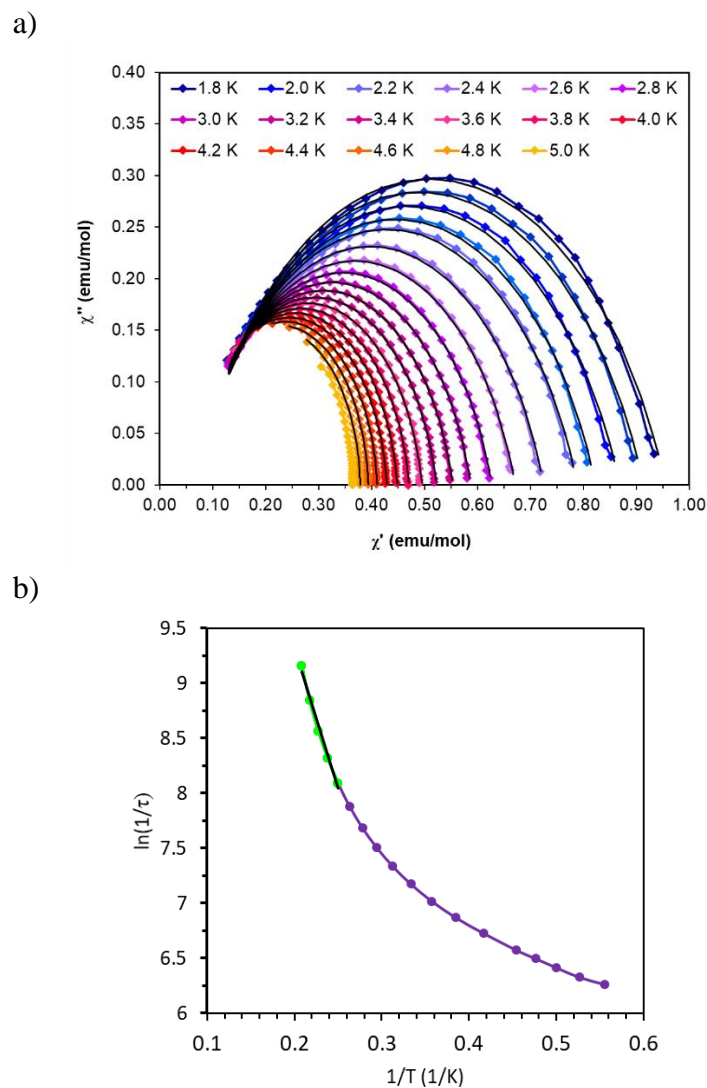 a)
0.40
0.35
0.30
0.25
0.20
0.15
0.10
0.05
0.00
χ" (emu/mol)
1.8 K 2.0 K 2.2 K 2.4 K 2.6 K 2.8 K
3.0 K 3.2 K 3.4 K 3.6 K 3.8 K 4.0 K
4.2 K 4.4 K 4.6 K 4.8 K 5.0 K
0.00 0.10 0.20 0.30 0.40 0.50 0.60 0.70 0.80 0.90 1.00
χ' (emu/mol)
b)
9.5
9
8.5
8
7.5
7
6.5
6
ln(1/τ)
0.1 0.2 0.3 0.4 0.5 0.6
1/T (1/K)